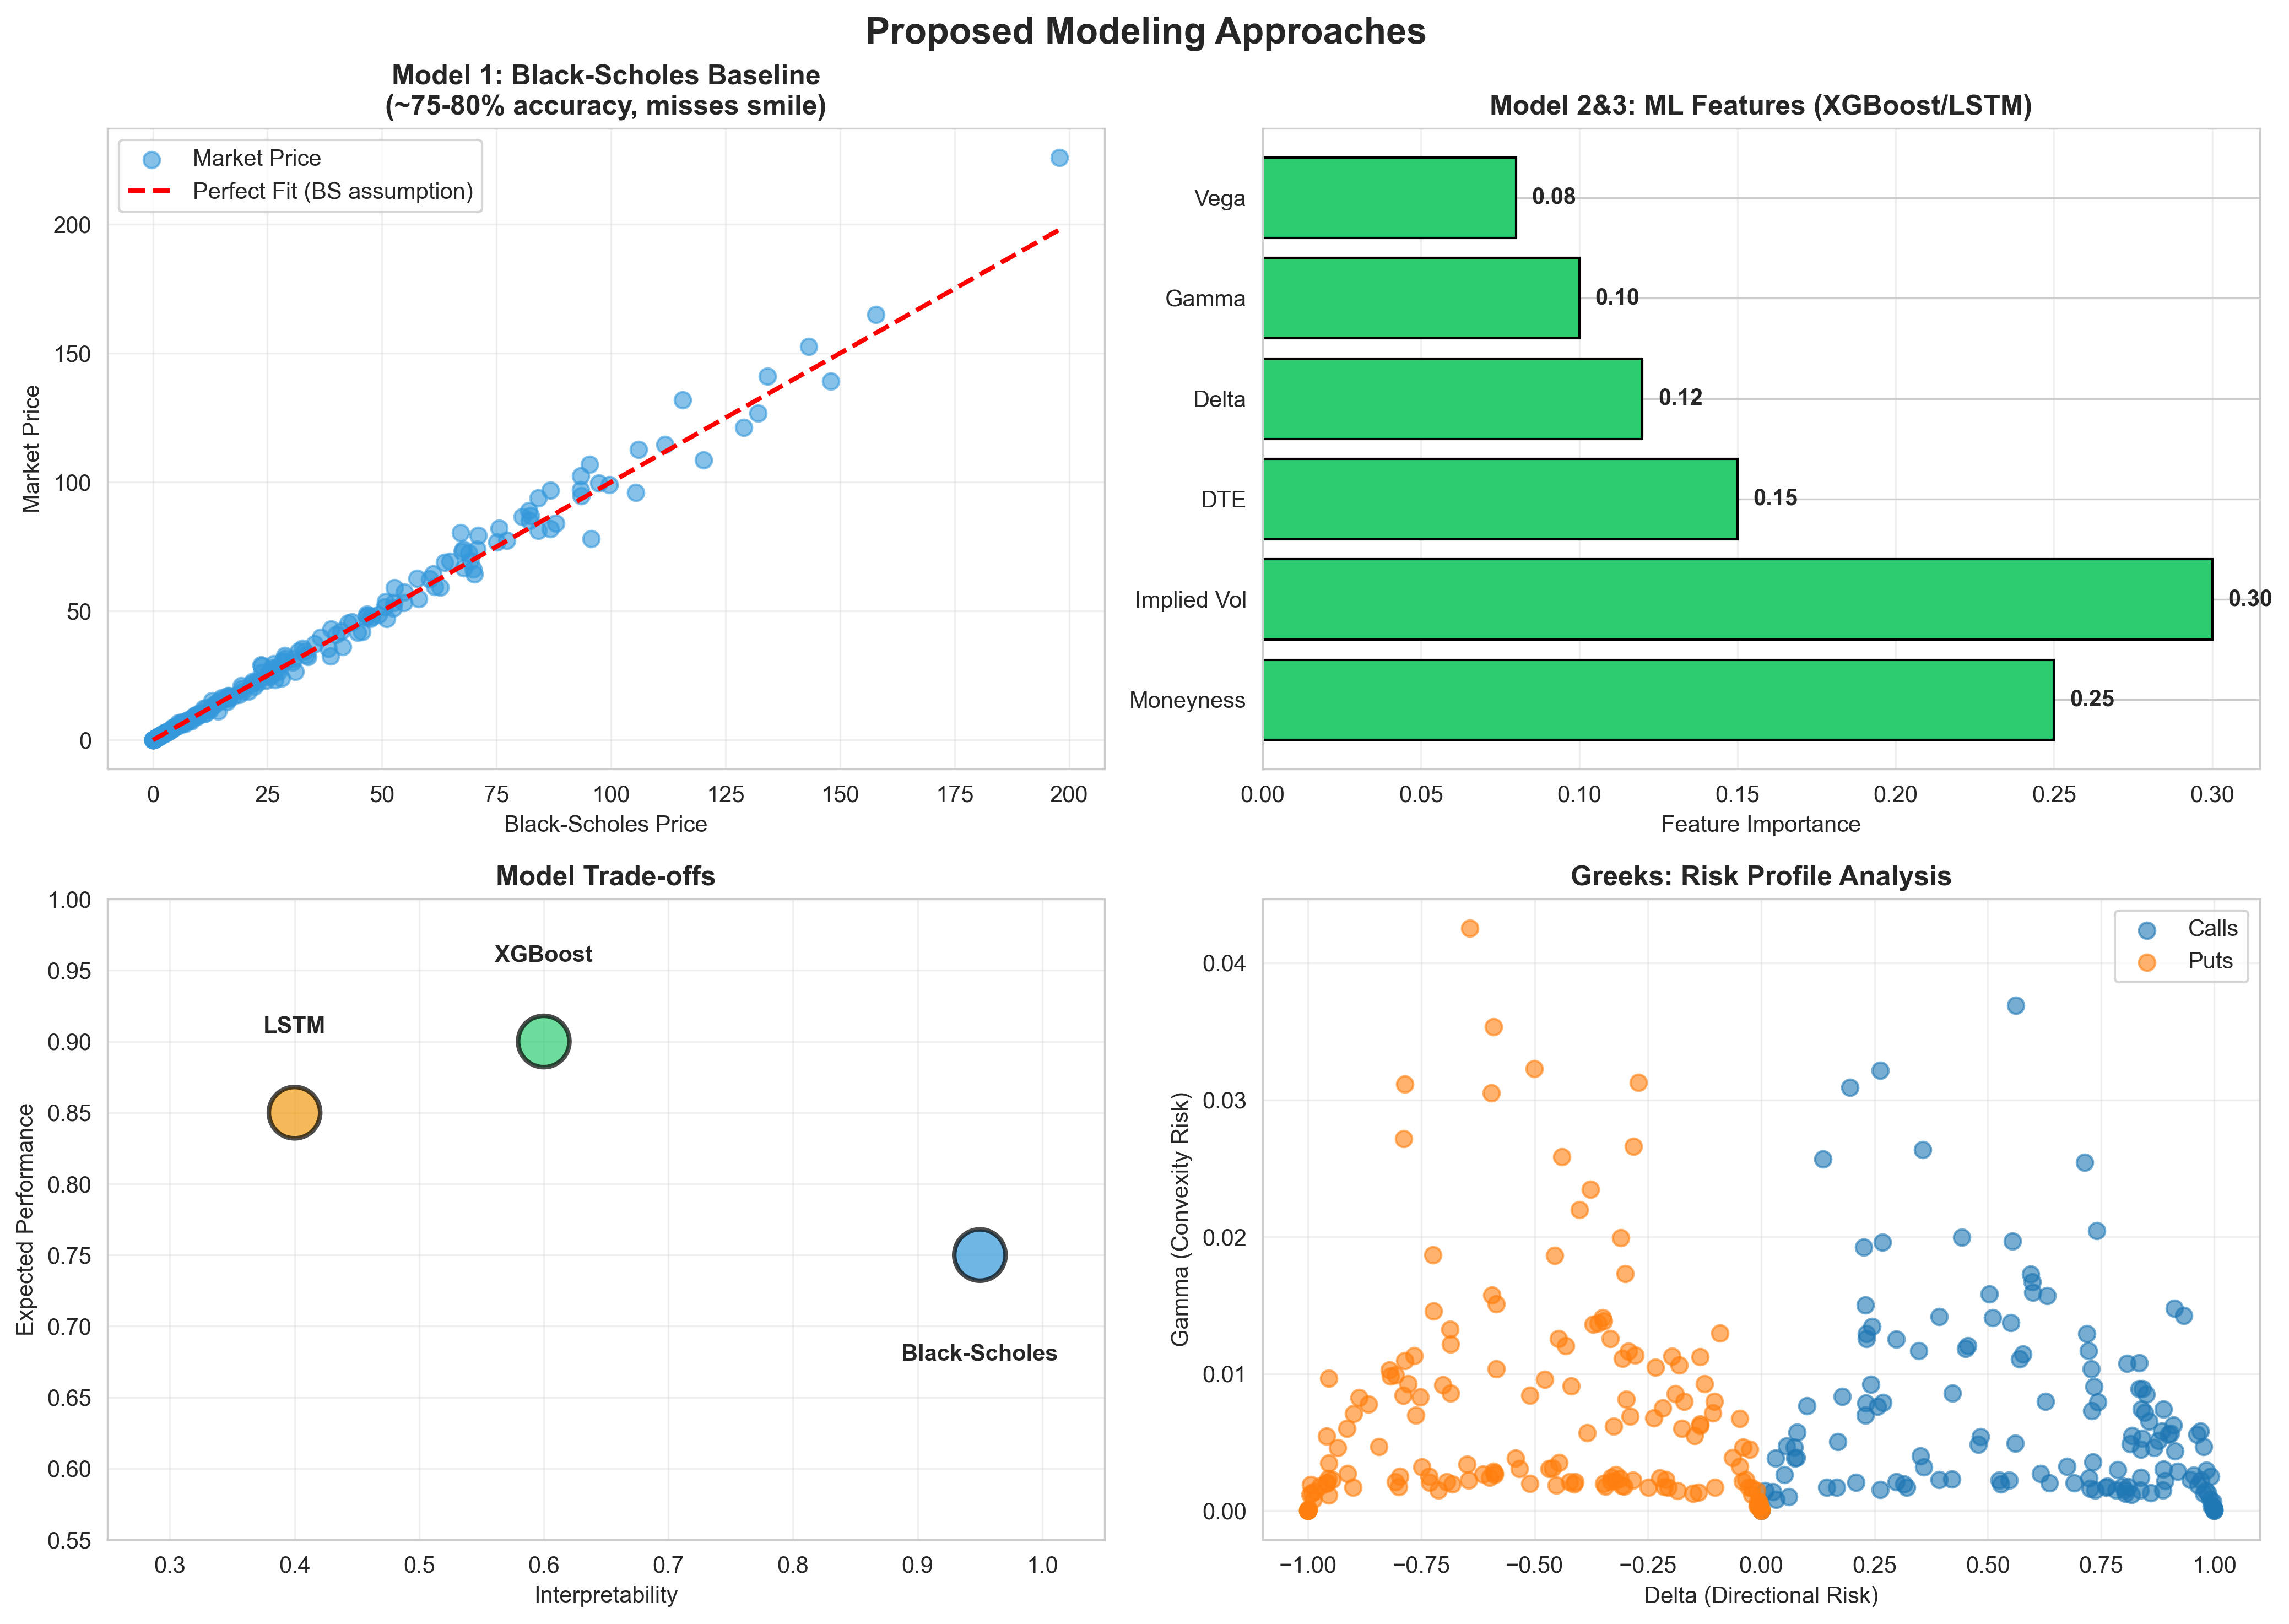 Proposed Modeling Approaches
Model 1: Black-Scholes Baseline
(~75-80% accuracy, misses smile)
Market Price
Perfect Fit (BS assumption)
200
150
100
50
0
Market Price
0 25 50 75 100 125 150 175 200
Black-Scholes Price
Model 2&3: ML Features (XGBoost/LSTM)
Vega 0.08
Gamma 0.10
Delta 0.12
DTE 0.15
Implied Vol 0.30
Moneyness 0.25
0.00 0.05 0.10 0.15 0.20 0.25 0.30
Feature Importance
Model Trade-offs
1.00
0.95
0.90
0.85
0.80
0.75
0.70
0.65
0.60
0.55
Expected Performance
XGBoost
LSTM
Black-Scholes
0.3 0.4 0.5 0.6 0.7 0.8 0.9 1.0
Interpretability
Greeks: Risk Profile Analysis
Calls
Puts
0.04
0.03
0.02
0.01
0.00
Gamma (Convexity Risk)
−1.00 −0.75 −0.50 −0.25 0.00 0.25 0.50 0.75 1.00
Delta (Directional Risk)